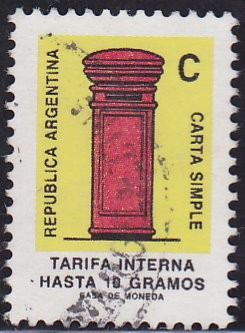 REPUBLICA ARGENTINA
C
CARTA SIMPLE
TARIFA INTERNA
HASTA 10 GRAMOS
CASA DE MONEDA